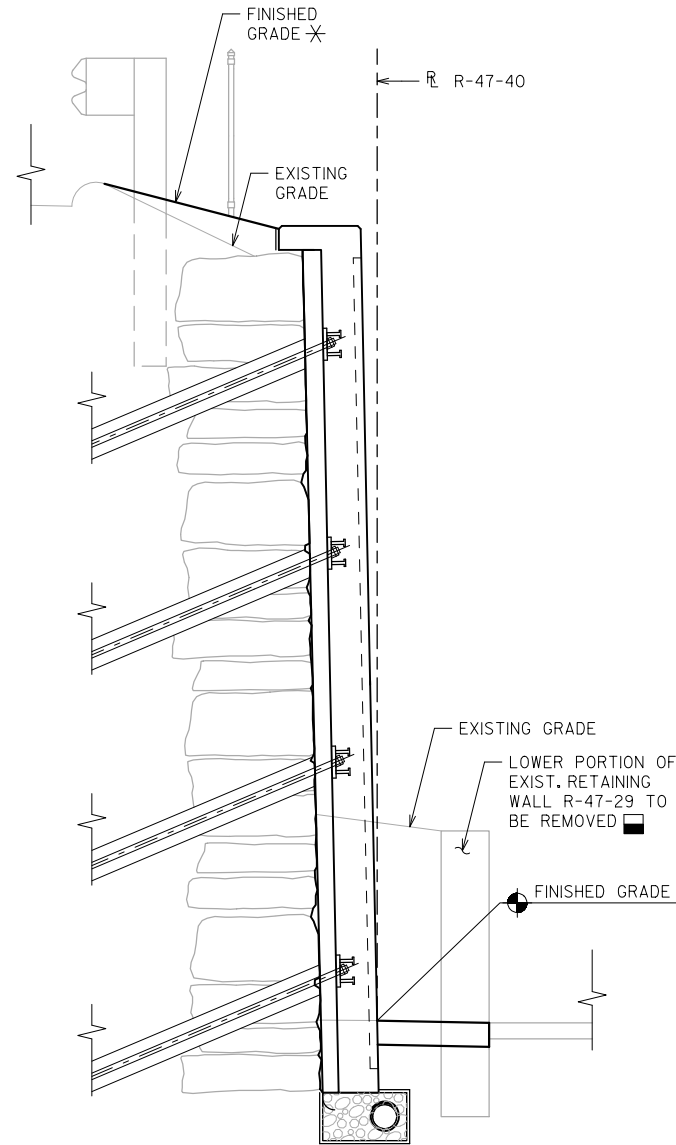 FINISHED
GRADE
℞ R-47-40
EXISTING
GRADE
EXISTING GRADE
LOWER PORTION OF
EXIST. RETAINING
WALL R-47-29 TO
BE REMOVED
FINISHED GRADE